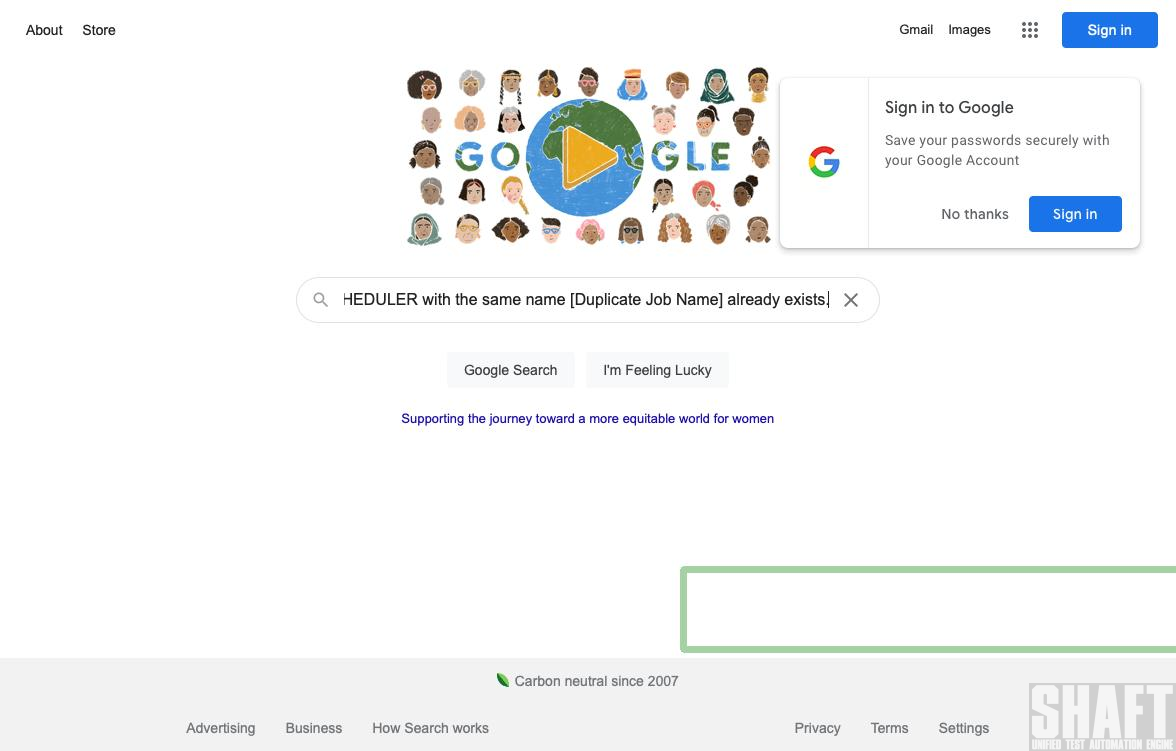 About Store
Gmail Images
Sign in
GO GLE
Sign in to Google
Save your passwords securely with
your Google Account
No thanks Sign in
HEDULER with the same name [Duplicate Job Name] already exists.
Google Search I'm Feeling Lucky
Supporting the journey toward a more equitable world for women
Carbon neutral since 2007
Advertising Business How Search works
Privacy Terms Settings
SHAFT
UNIFIED TEST AUTOMATION ENGINE